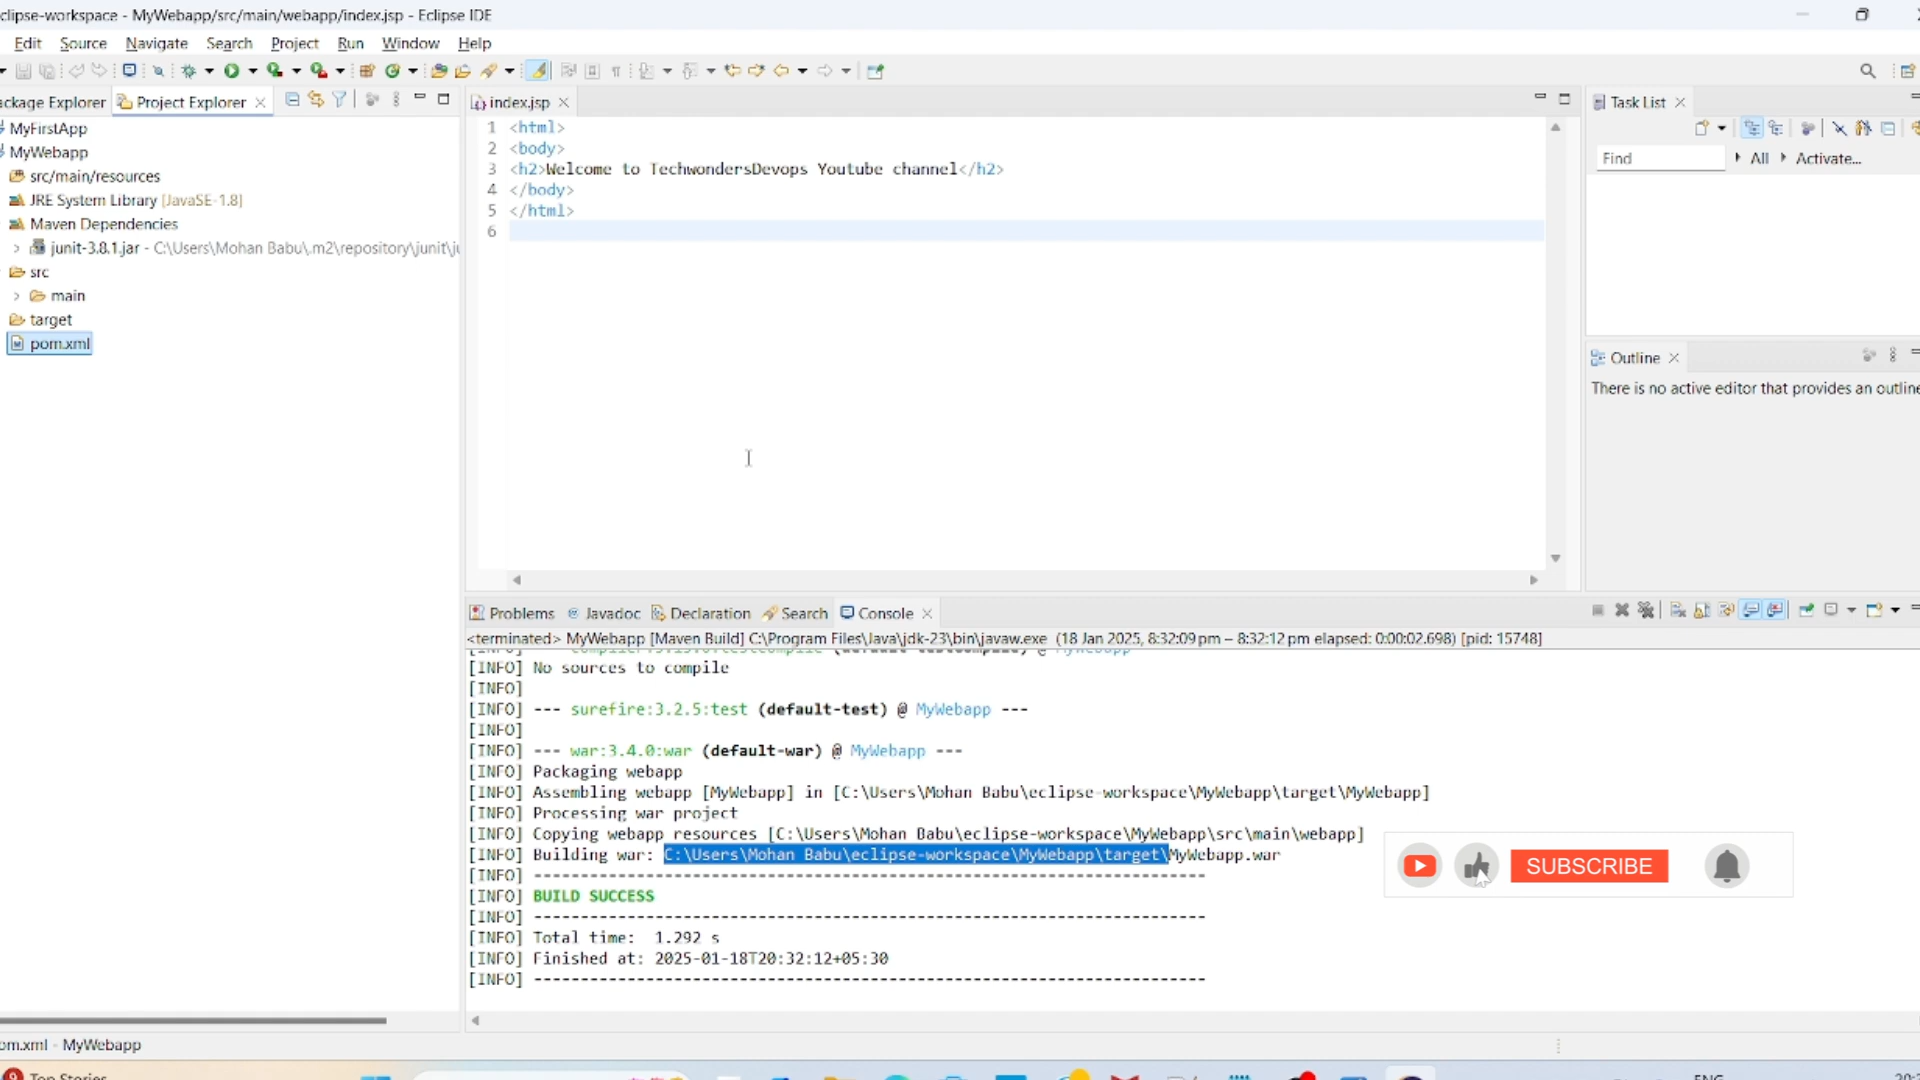 clipse-workspace - MyWebapp/src/main/webapp/index.jsp - Eclipse IDE
Edit Source Navigate Search Project Run Window Help
ackage Explorer Project Explorer
MyFirstApp
MyWebapp
src/main/resources
JRE System Library [JavaSE-1.8]
Maven Dependencies
junit-3.8.1.jar - C:\Users\Mohan Babu\.m2\repository\junit\ju
src
main
target
pom.xml
index.jsp
1 <html>
2 <body>
3 <h2>Welcome to TechwondersDevops Youtube channel</h2>
4 </body>
5 </html>
6
Task List
Find All Activate...
Outline
There is no active editor that provides an outline
Problems Javadoc Declaration Search Console
<terminated> MyWebapp [Maven Build] C:\Program Files\Java\jdk-23\bin\javaw.exe (18 Jan 2025, 8:32:09 pm – 8:32:12 pm elapsed: 0:00:02.698) [pid: 15748]
[INFO] No sources to compile
[INFO]
[INFO] --- surefire:3.2.5:test (default-test) @ MyWebapp ---
[INFO]
[INFO] --- war:3.4.0:war (default-war) @ MyWebapp ---
[INFO] Packaging webapp
[INFO] Assembling webapp [MyWebapp] in [C:\Users\Mohan Babu\eclipse-workspace\MyWebapp\target\MyWebapp]
[INFO] Processing war project
[INFO] Copying webapp resources [C:\Users\Mohan Babu\eclipse-workspace\MyWebapp\src\main\webapp]
[INFO] Building war: C:\Users\Mohan Babu\eclipse-workspace\MyWebapp\target\MyWebapp.war
[INFO] ------------------------------------------------------------------------
[INFO] BUILD SUCCESS
[INFO] ------------------------------------------------------------------------
[INFO] Total time:  1.292 s
[INFO] Finished at: 2025-01-18T20:32:12+05:30
[INFO] ------------------------------------------------------------------------
SUBSCRIBE
om.xml - MyWebapp
9 Top Stories
ENG